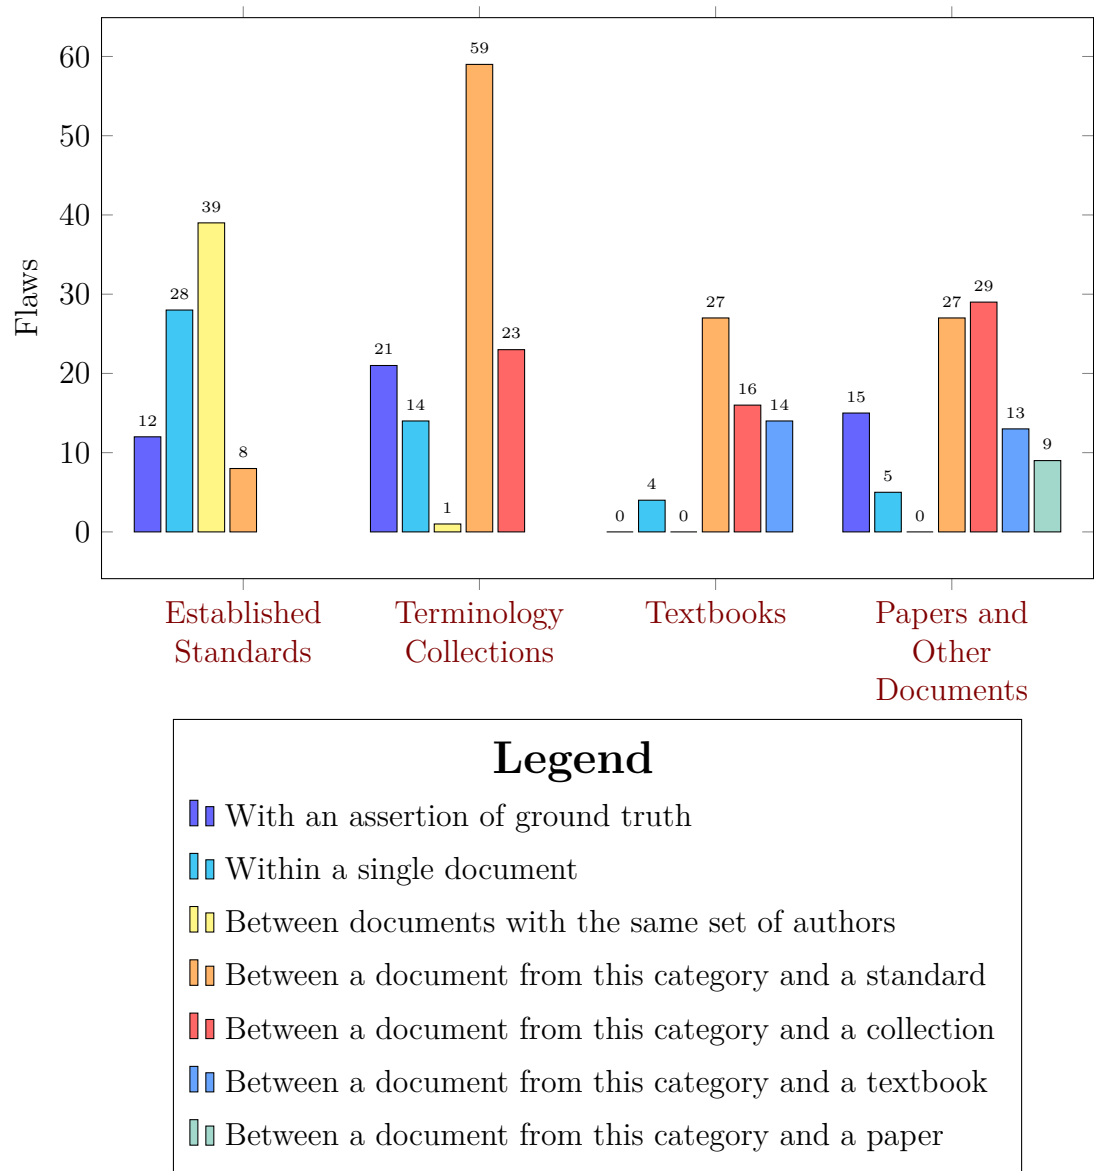 60
50
40
30
20
10
0
Flaws
12
28
39
8
21
14
1
59
23
0
4
0
27
16
14
15
5
0
27
29
13
9
Established
Standards
Terminology
Collections
Textbooks
Papers and
Other
Documents
Legend
With an assertion of ground truth
Within a single document
Between documents with the same set of authors
Between a document from this category and a standard
Between a document from this category and a collection
Between a document from this category and a textbook
Between a document from this category and a paper